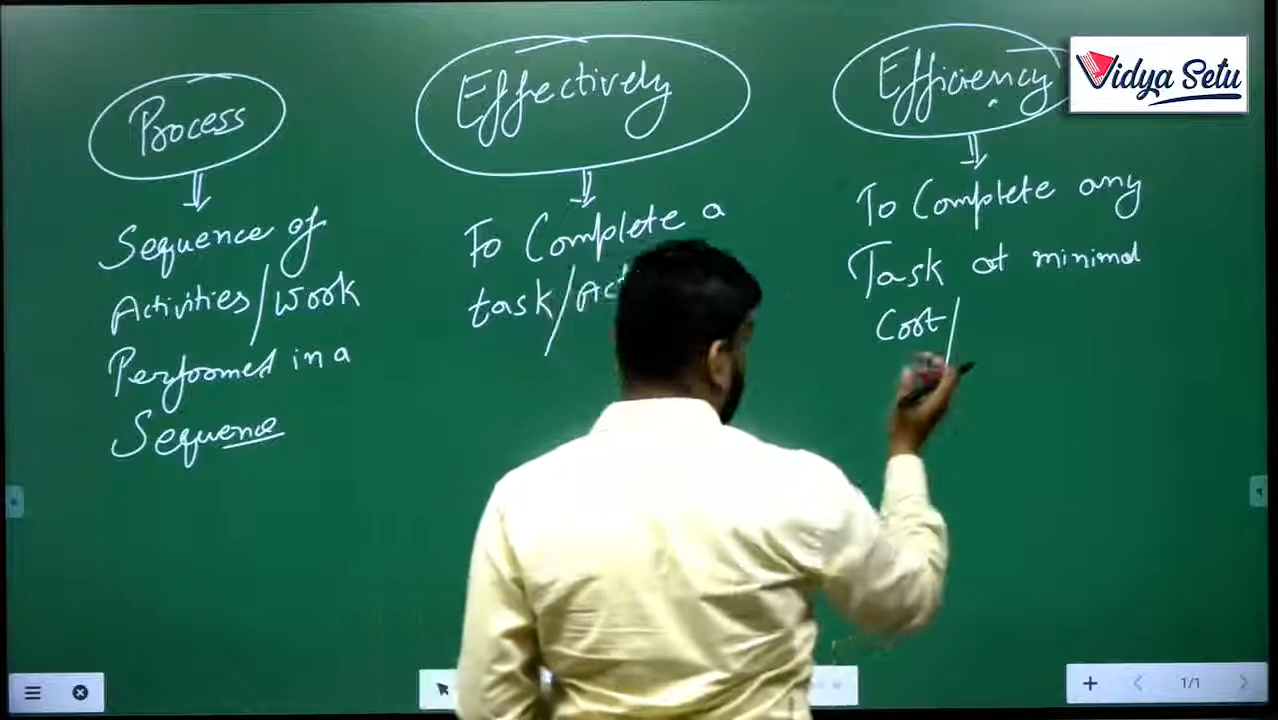 Process
Sequence of
Activities/Work
Performed in a
Sequence
Effectively
To Complete a
task/
Efficiency
To Complete any
Task at minimal
Cost/
Vidya Setu
1/1